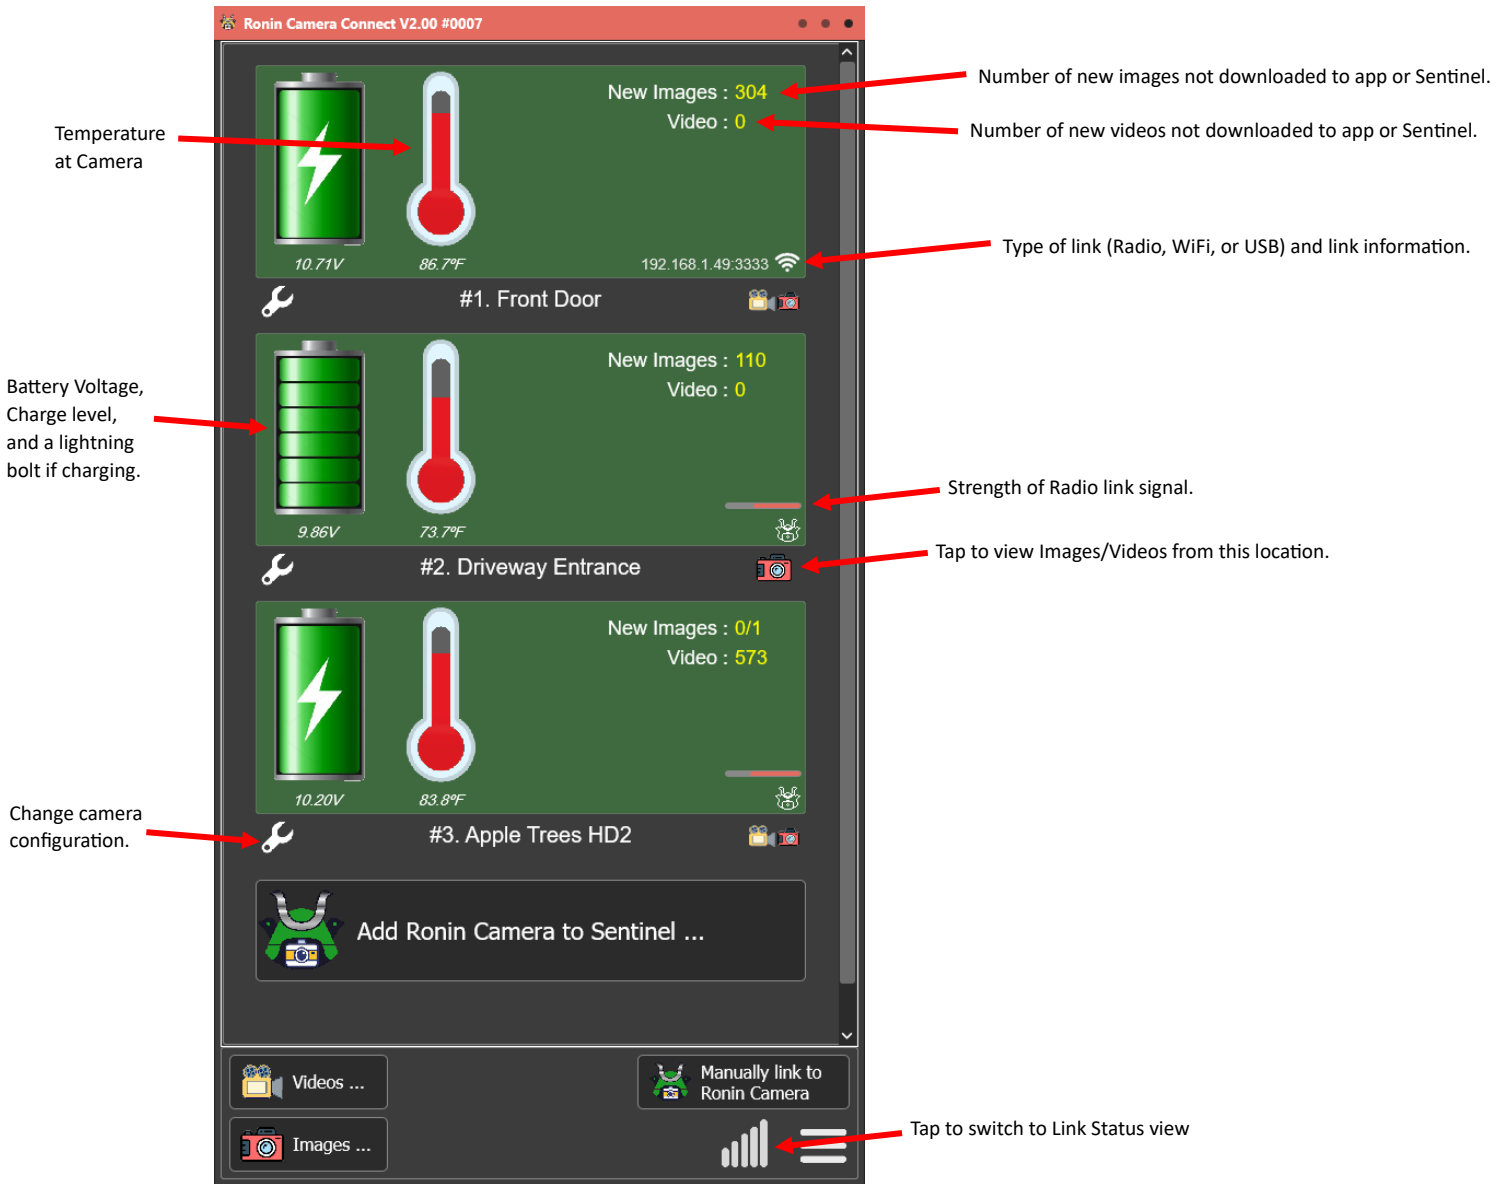 Ronin Camera Connect V2.00 #0007
New Images : 304
Number of new images not downloaded to app or Sentinel.
Video : 0
Number of new videos not downloaded to app or Sentinel.
Temperature
at Camera
Type of link (Radio, WiFi, or USB) and link information.
10.71V
86.7ºF
192.168.1.49:3333
#1. Front Door
New Images : 110
Video : 0
Battery Voltage,
Charge level,
and a lightning
bolt if charging.
Strength of Radio link signal.
9.86V
73.7ºF
Tap to view Images/Videos from this location.
#2. Driveway Entrance
New Images : 0/1
Video : 573
10.20V
83.8ºF
Change camera
configuration.
#3. Apple Trees HD2
Add Ronin Camera to Sentinel ...
Videos ...
Manually link to
Ronin Camera
Images ...
Tap to switch to Link Status view